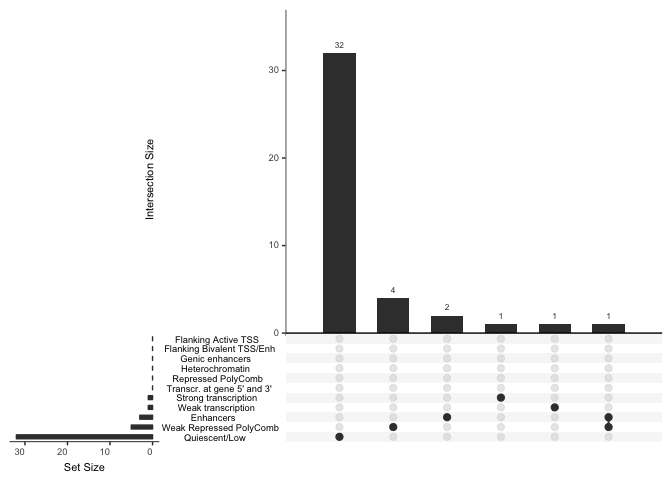 32
30
Intersection Size
20
10
4
2
1
1
1
0
Flanking Active TSS
Flanking Bivalent TSS/Enh
Genic enhancers
Heterochromatin
Repressed PolyComb
Transcr. at gene 5' and 3'
Strong transcription
Weak transcription
Enhancers
Weak Repressed PolyComb
Quiescent/Low
30 20 10 0
Set Size